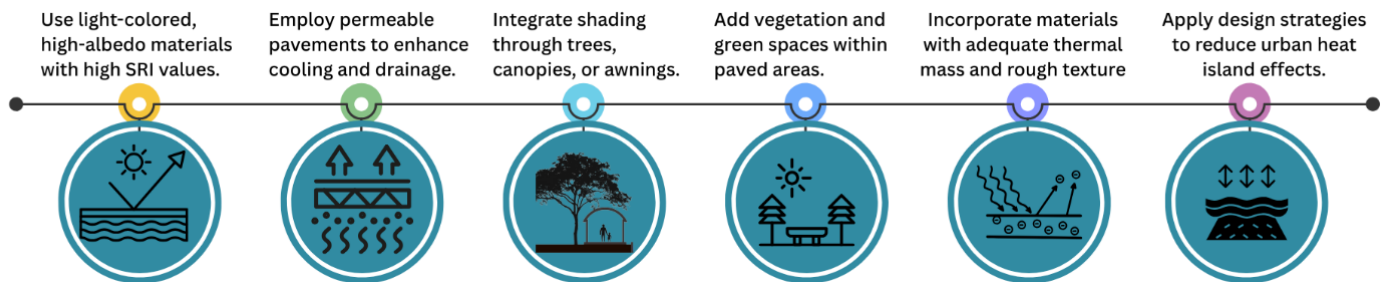 Use light-colored,
high-albedo materials
with high SRI values.
Employ permeable
pavements to enhance
cooling and drainage.
Integrate shading
through trees,
canopies, or awnings.
Add vegetation and
green spaces within
paved areas.
Incorporate materials
with adequate thermal
mass and rough texture
Apply design strategies
to reduce urban heat
island effects.